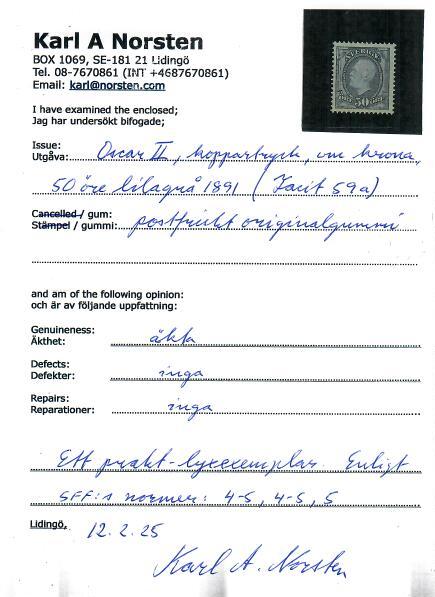 Karl A Norsten
BOX 1069, SE-181 21 Lidingö
Tel. 08-7670861 (INT +4687670861)
Email: karl@norsten.com
I have examined the enclosed;
Jag har undersökt bifogade;
Issue:
Utgåva: Oscar II, koppartryck, vm krona,
50 öre lilagrå 1891 (Facit 59a)
Cancelled / gum:
Stämpel / gummi: postfriskt originalgummi
and am of the following opinion:
och är av följande uppfattning:
Genuineness:
Äkthet: äkta
Defects:
Defekter: inga
Repairs:
Reparationer: inga
Ett prakt-lyxexemplar. Enligt
SFF:s normer: 4-5, 4-5, 5
Lidingö, 12.2.25
Karl A. Norsten
SVERIGE
50